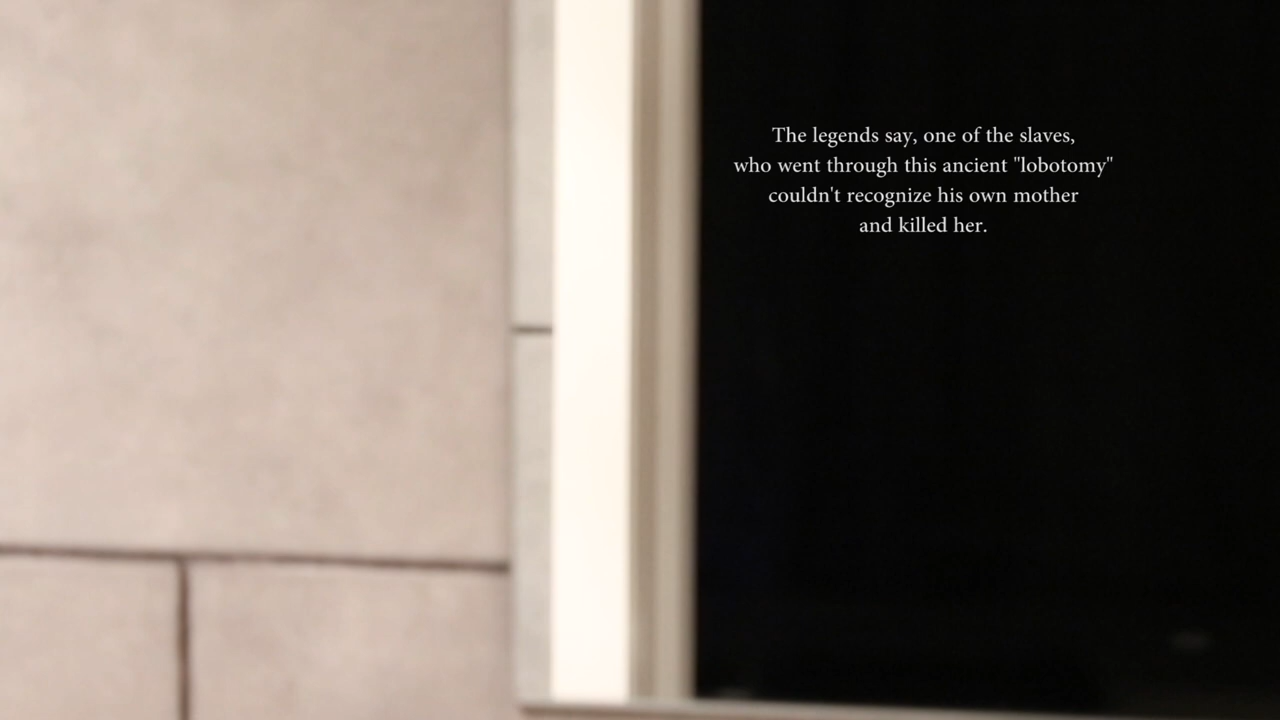 The legends say, one of the slaves,
who went through this ancient "lobotomy"
couldn't recognize his own mother
and killed her.